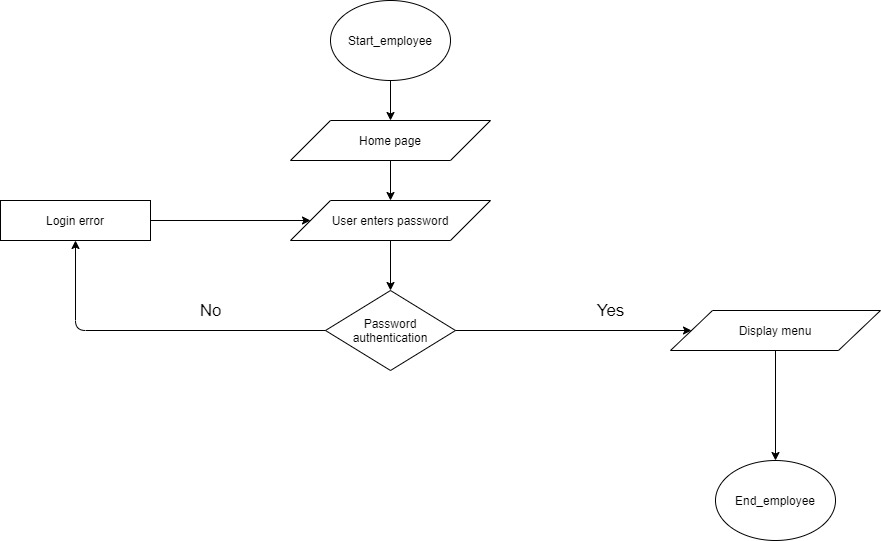 Start_employee
Home page
Login error
User enters password
No
Yes
Password
authentication
Display menu
End_employee